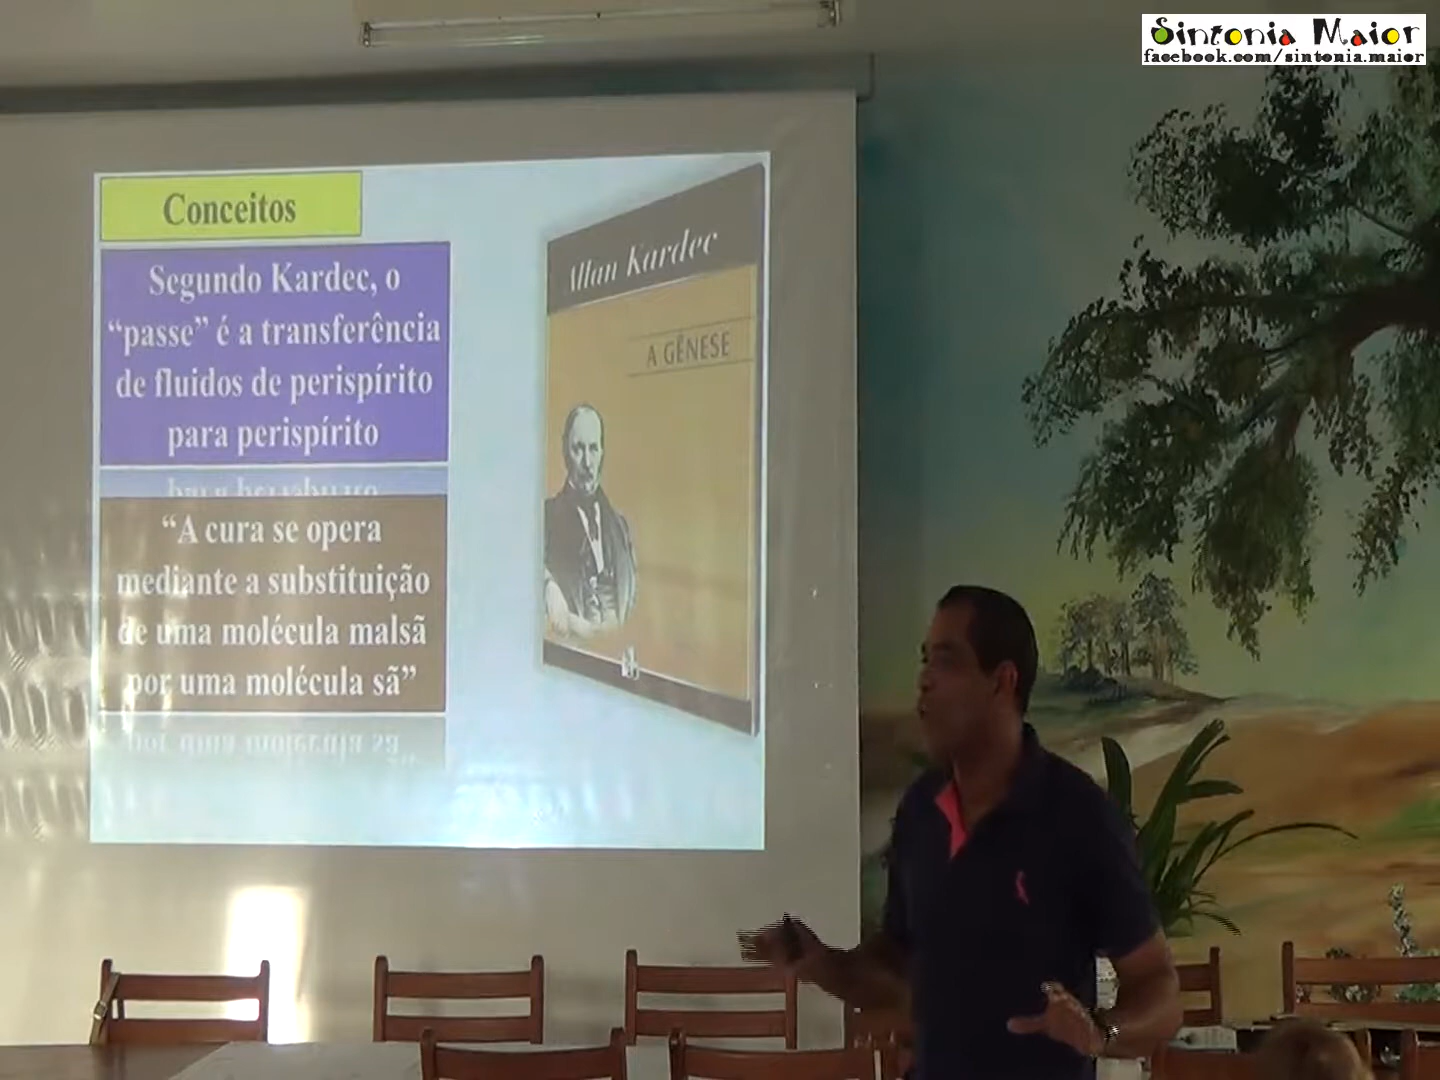 Sintonia Maior
facebook.com/sintonia.maior
Conceitos
Segundo Kardec, o
“passe” é a transferência
de fluidos de perispírito
para perispírito
“A cura se opera
mediante a substituição
de uma molécula malsã
por uma molécula sã”
Allan Kardec
A GÊNESE